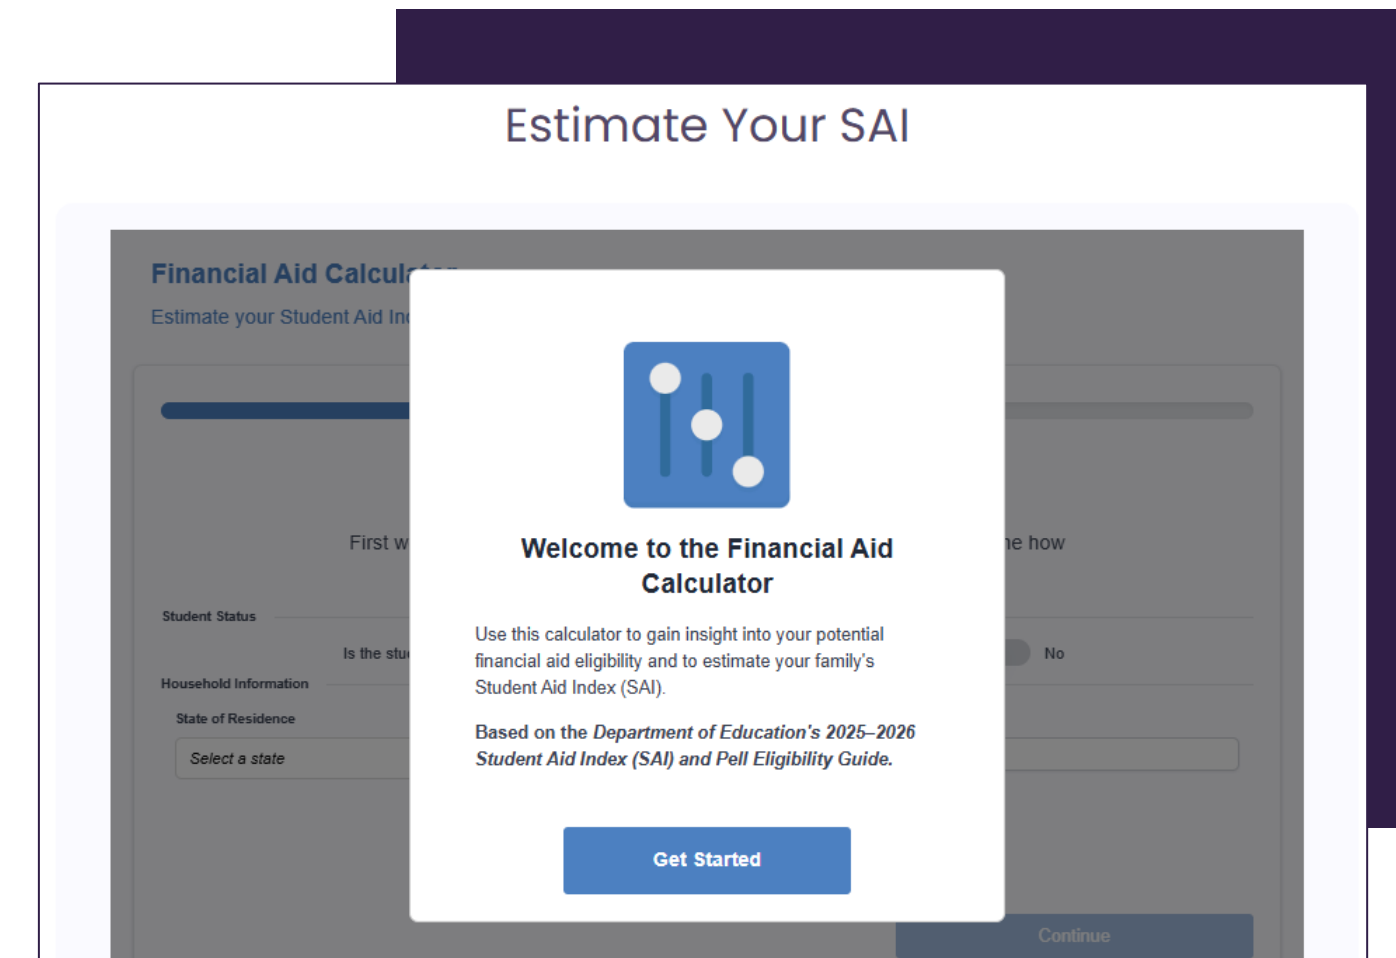 Estimate Your SAI
Financial Aid
Estimate your Student Aid
Welcome to the Financial Aid
Calculator
First
how
Use this calculator to gain insight into your potential
financial aid eligibility and to estimate your family's
Student Aid Index (SAI).
Based on the Department of Education's 2025–2026
Student Aid Index (SAI) and Pell Eligibility Guide.
Get Started
Student Status
Is the
No
Household Information
State of Residence
Select a state
Continue